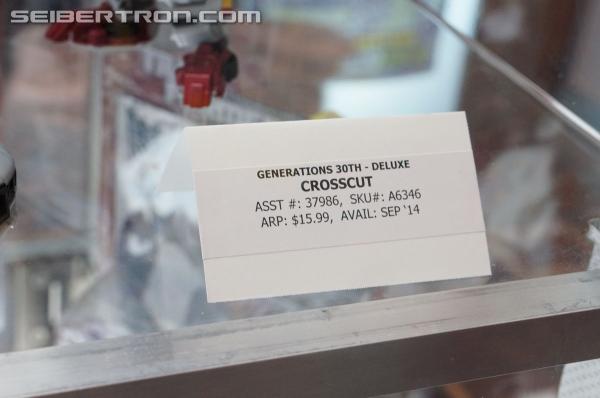 SEIBERTRON.COM
GENERATIONS 30TH - DELUXE
CROSSCUT
ASST #: 37986, SKU#: A6346
ARP: $15.99, AVAIL: SEP '14